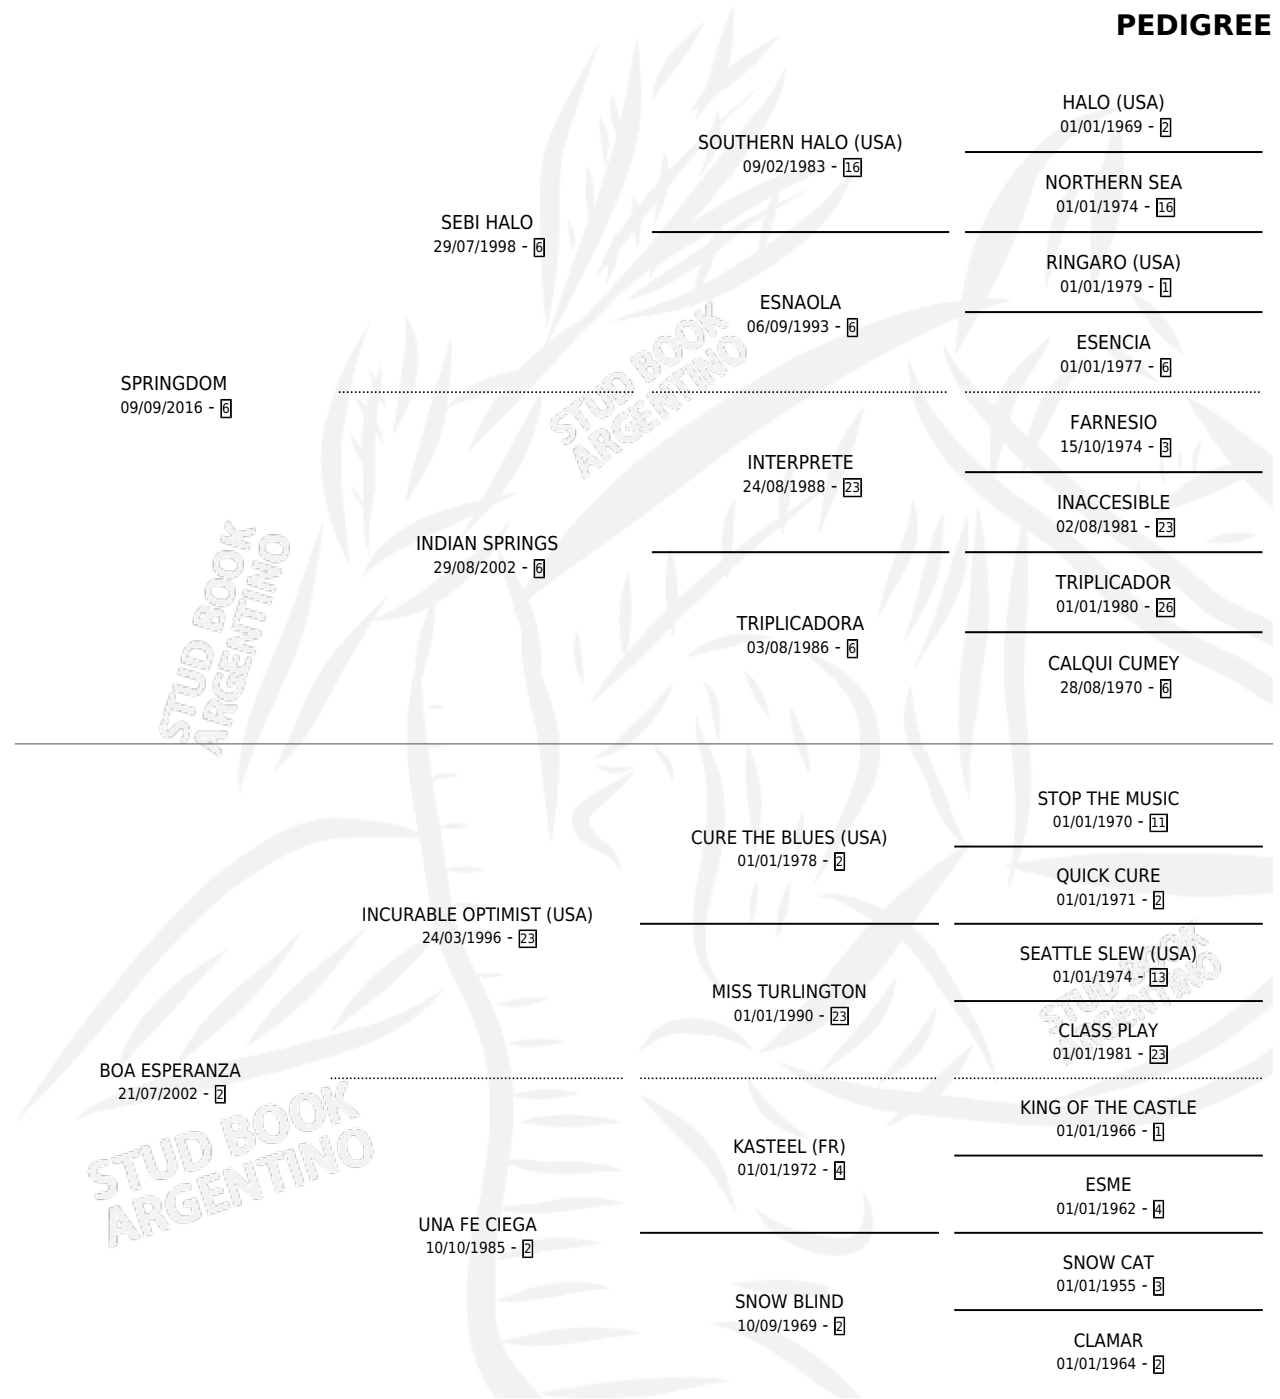 PEDIGREE
HALO (USA)
01/01/1969 - 2
SOUTHERN HALO (USA)
09/02/1983 - 16
NORTHERN SEA
01/01/1974 - 16
SEBI HALO
29/07/1998 - 6
RINGARO (USA)
01/01/1979 - 1
ESNAOLA
06/09/1993 - 6
ESENCIA
01/01/1977 - 6
SPRINGDOM
09/09/2016 - 6
FARNESIO
15/10/1974 - 3
INTERPRETE
24/08/1988 - 23
INACCESIBLE
02/08/1981 - 23
INDIAN SPRINGS
29/08/2002 - 6
TRIPLICADOR
01/01/1980 - 26
TRIPLICADORA
03/08/1986 - 6
CALQUI CUMEY
28/08/1970 - 6
STOP THE MUSIC
01/01/1970 - 11
CURE THE BLUES (USA)
01/01/1978 - 2
QUICK CURE
01/01/1971 - 2
INCURABLE OPTIMIST (USA)
24/03/1996 - 23
SEATTLE SLEW (USA)
01/01/1974 - 13
MISS TURLINGTON
01/01/1990 - 23
CLASS PLAY
01/01/1981 - 23
BOA ESPERANZA
21/07/2002 - 2
KING OF THE CASTLE
01/01/1966 - 1
KASTEEL (FR)
01/01/1972 - 4
ESME
01/01/1962 - 4
UNA FE CIEGA
10/10/1985 - 2
SNOW CAT
01/01/1955 - 3
SNOW BLIND
10/09/1969 - 2
CLAMAR
01/01/1964 - 2
STUD BOOK
ARGENTINO
STUD BOOK
ARGENTINO
STUD BOOK
ARGENTINO
STUD BOOK
ARGENTINO